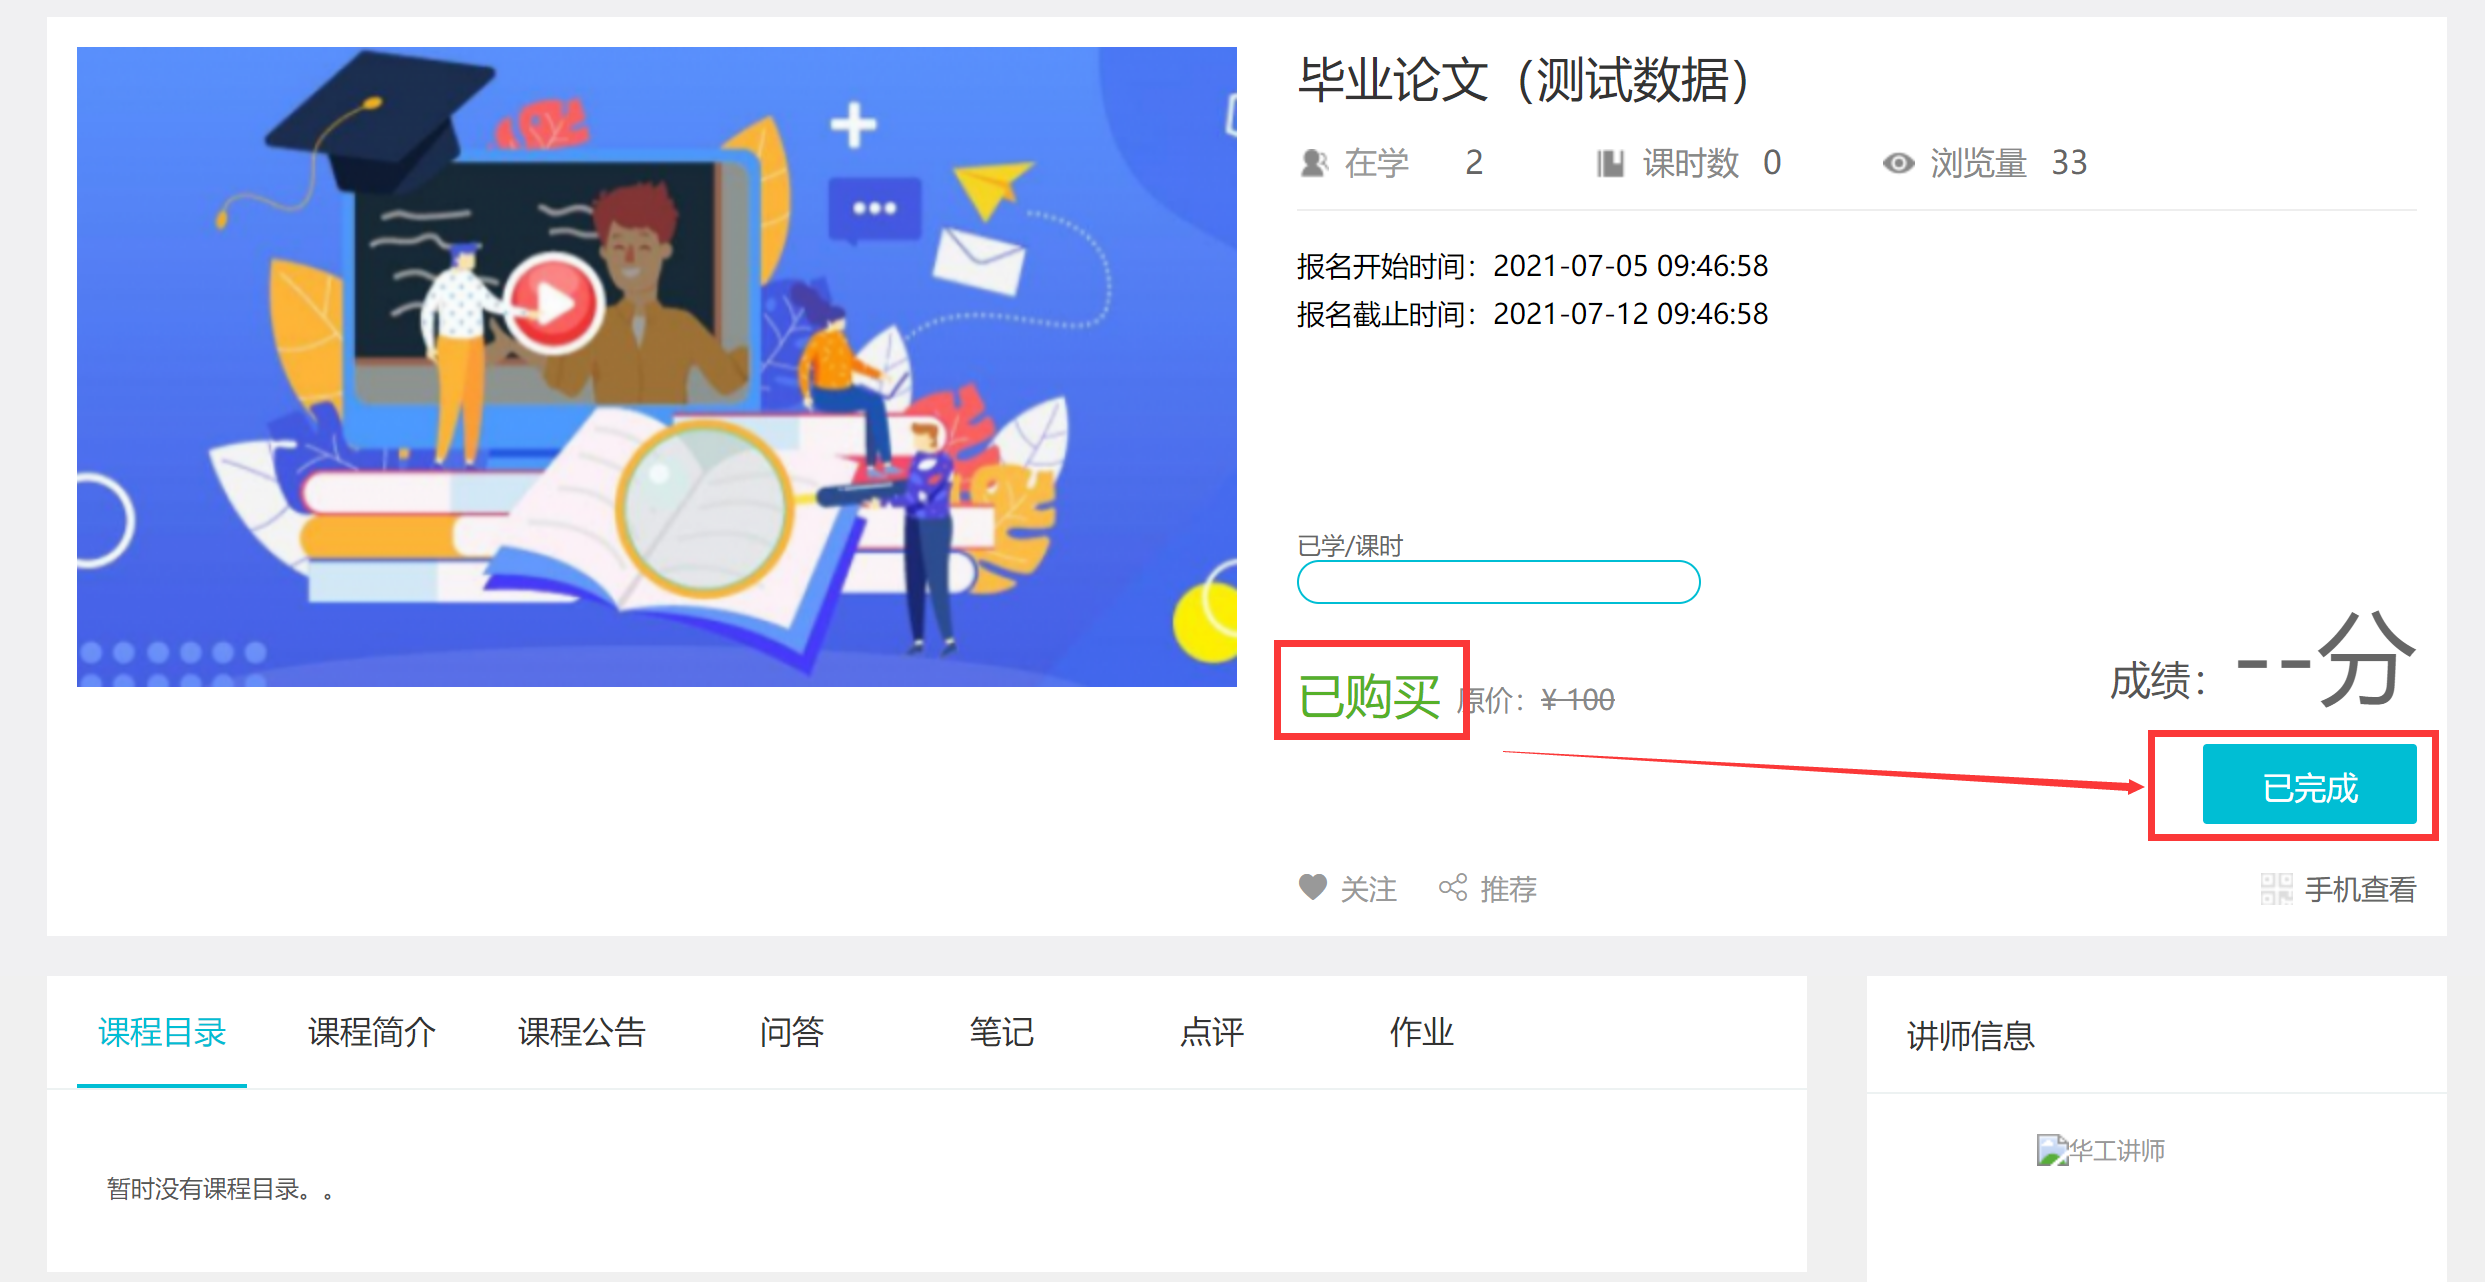 毕业论文（测试数据）
在学 2 课时数 0 浏览量 33
报名开始时间：2021-07-05 09:46:58
报名截止时间：2021-07-12 09:46:58
已学/课时
已购买 原价：¥ 100
成绩：--分
已完成
关注 推荐 手机查看
课程目录 课程简介 课程公告 问答 笔记 点评 作业
暂时没有课程目录。。
讲师信息
华工讲师